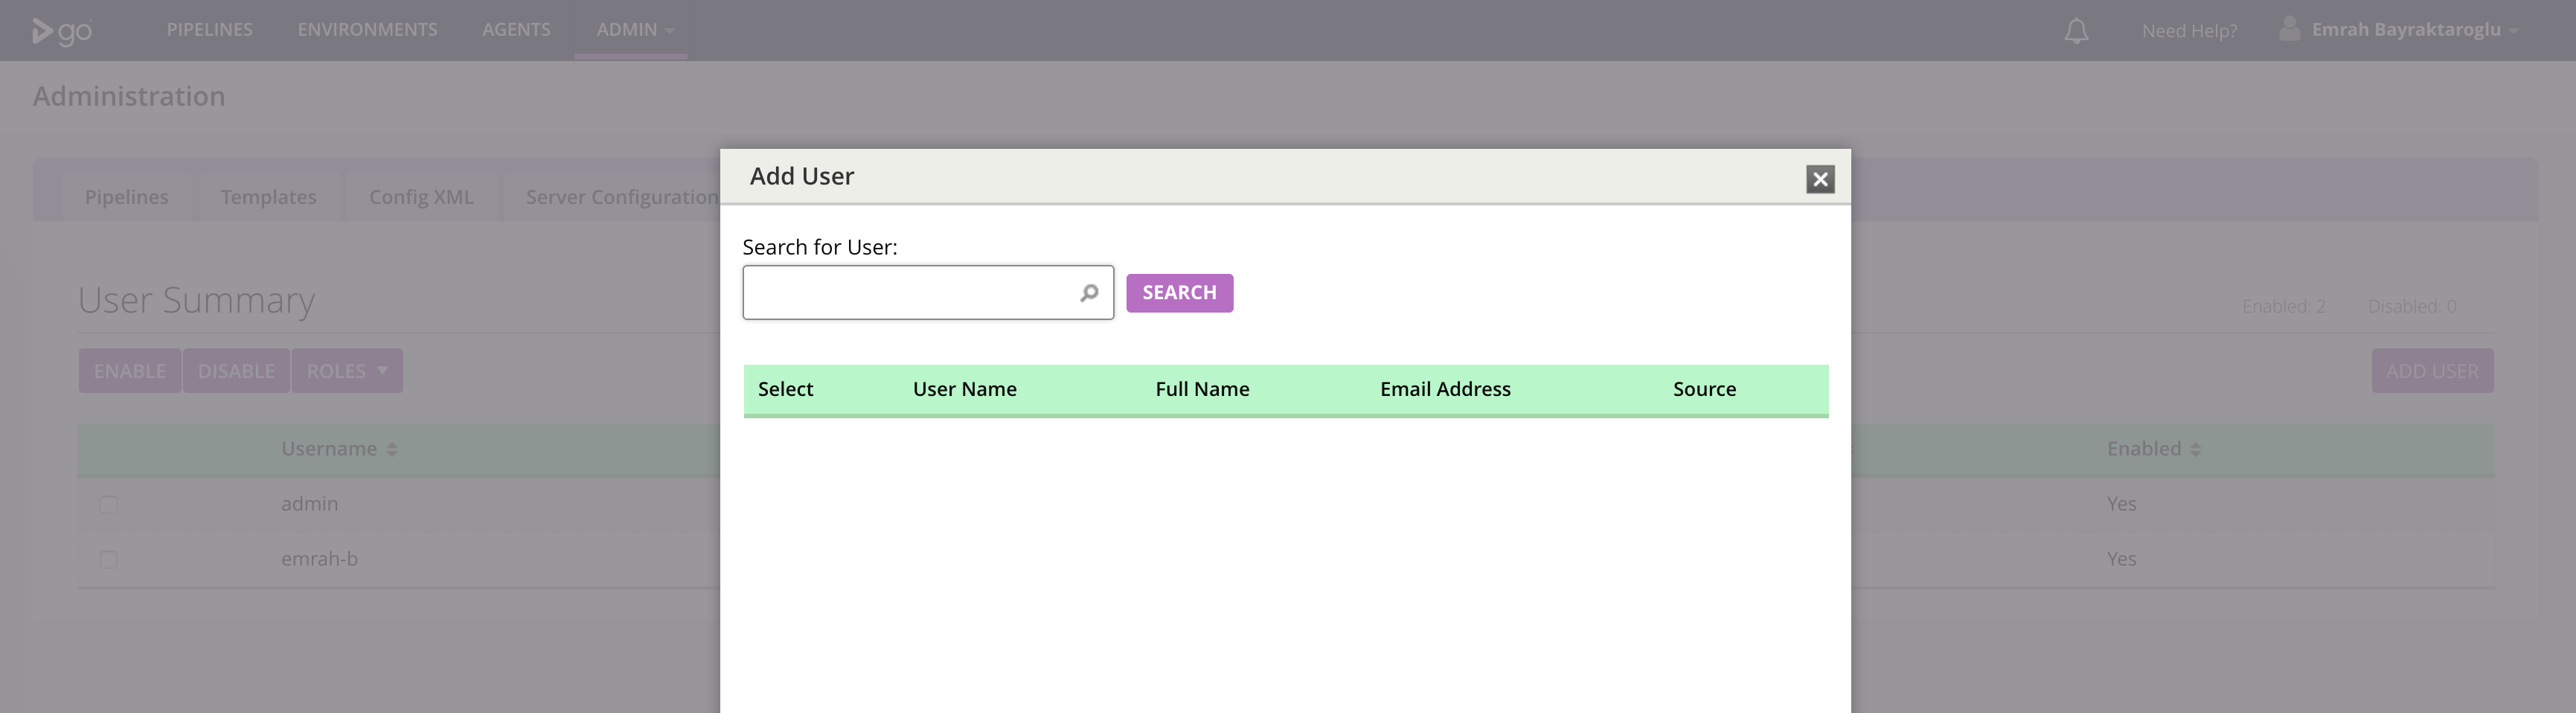 go PIPELINES ENVIRONMENTS AGENTS ADMIN Need Help? Emrah Bayraktaroglu
Administration
Add User
Pipelines Templates Config XML Server Configuration
Search for User:
SEARCH
User Summary
Enabled: 2 Disabled: 0
ENABLE DISABLE ROLES ADD USER
Select User Name Full Name Email Address Source
Username Enabled
admin Yes
emrah-b Yes